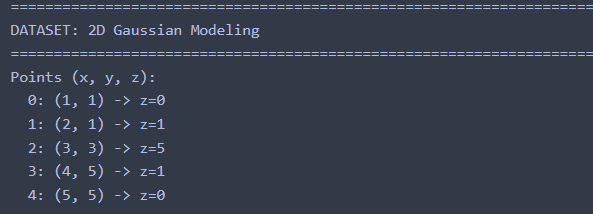 ====================================================================
DATASET: 2D Gaussian Modeling
====================================================================
Points (x, y, z):
  0: (1, 1) -> z=0
  1: (2, 1) -> z=1
  2: (3, 3) -> z=5
  3: (4, 5) -> z=1
  4: (5, 5) -> z=0